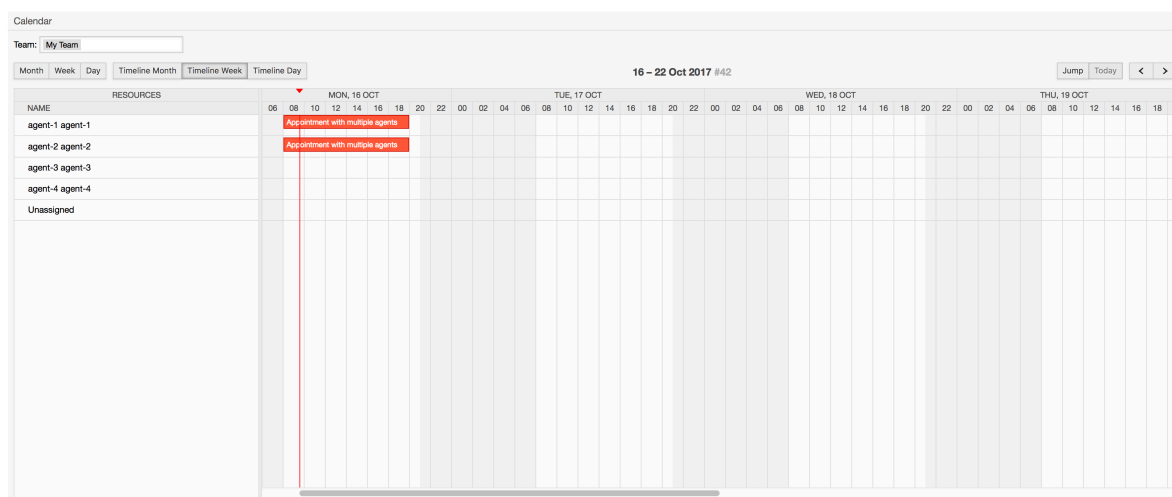 Calendar
Team: My Team
Month Week Day Timeline Month Timeline Week Timeline Day 16 – 22 Oct 2017 #42 Jump Today < >
RESOURCES MON, 16 OCT TUE, 17 OCT WED, 18 OCT THU, 19 OCT
NAME 06 08 10 12 14 16 18 20 22 00 02 04 06 08 10 12 14 16 18 20 22 00 02 04 06 08 10 12 14 16 18 20 22 00 02 04 06 08 10 12 14 16 18
agent-1 agent-1 Appointment with multiple agents
agent-2 agent-2 Appointment with multiple agents
agent-3 agent-3
agent-4 agent-4
Unassigned